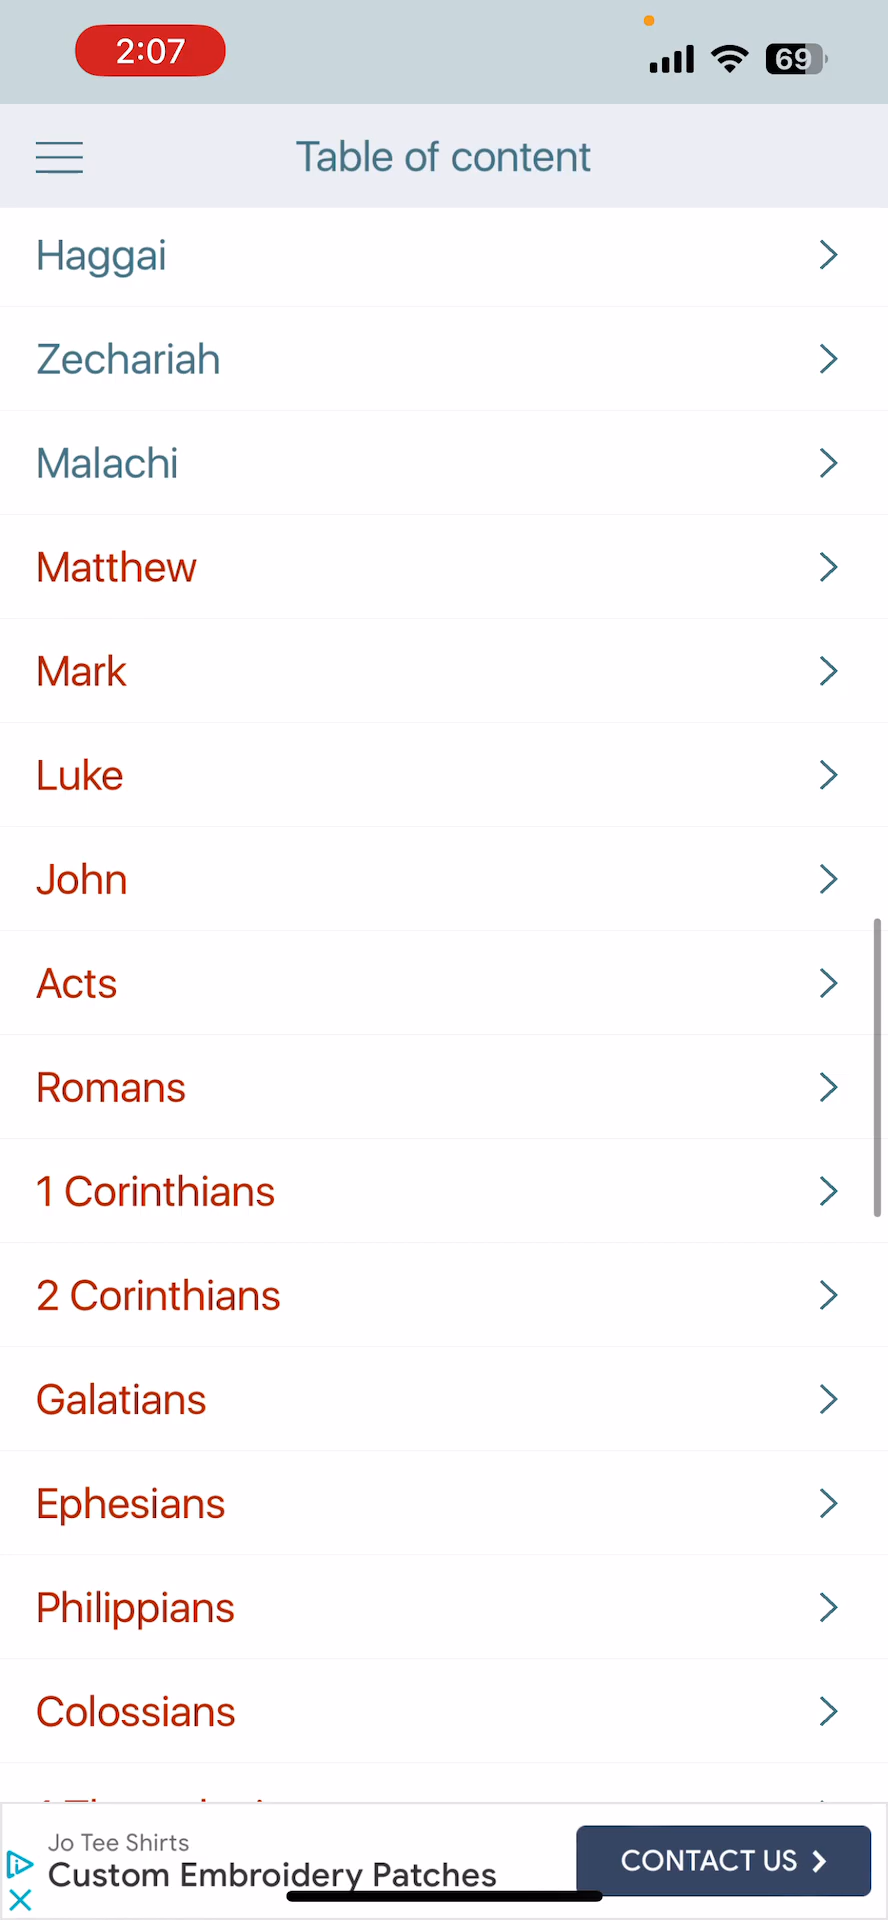 2:07
69
Table of content
Haggai
Zechariah
Malachi
Matthew
Mark
Luke
John
Acts
Romans
1 Corinthians
2 Corinthians
Galatians
Ephesians
Philippians
Colossians
Jo Tee Shirts
Custom Embroidery Patches
CONTACT US